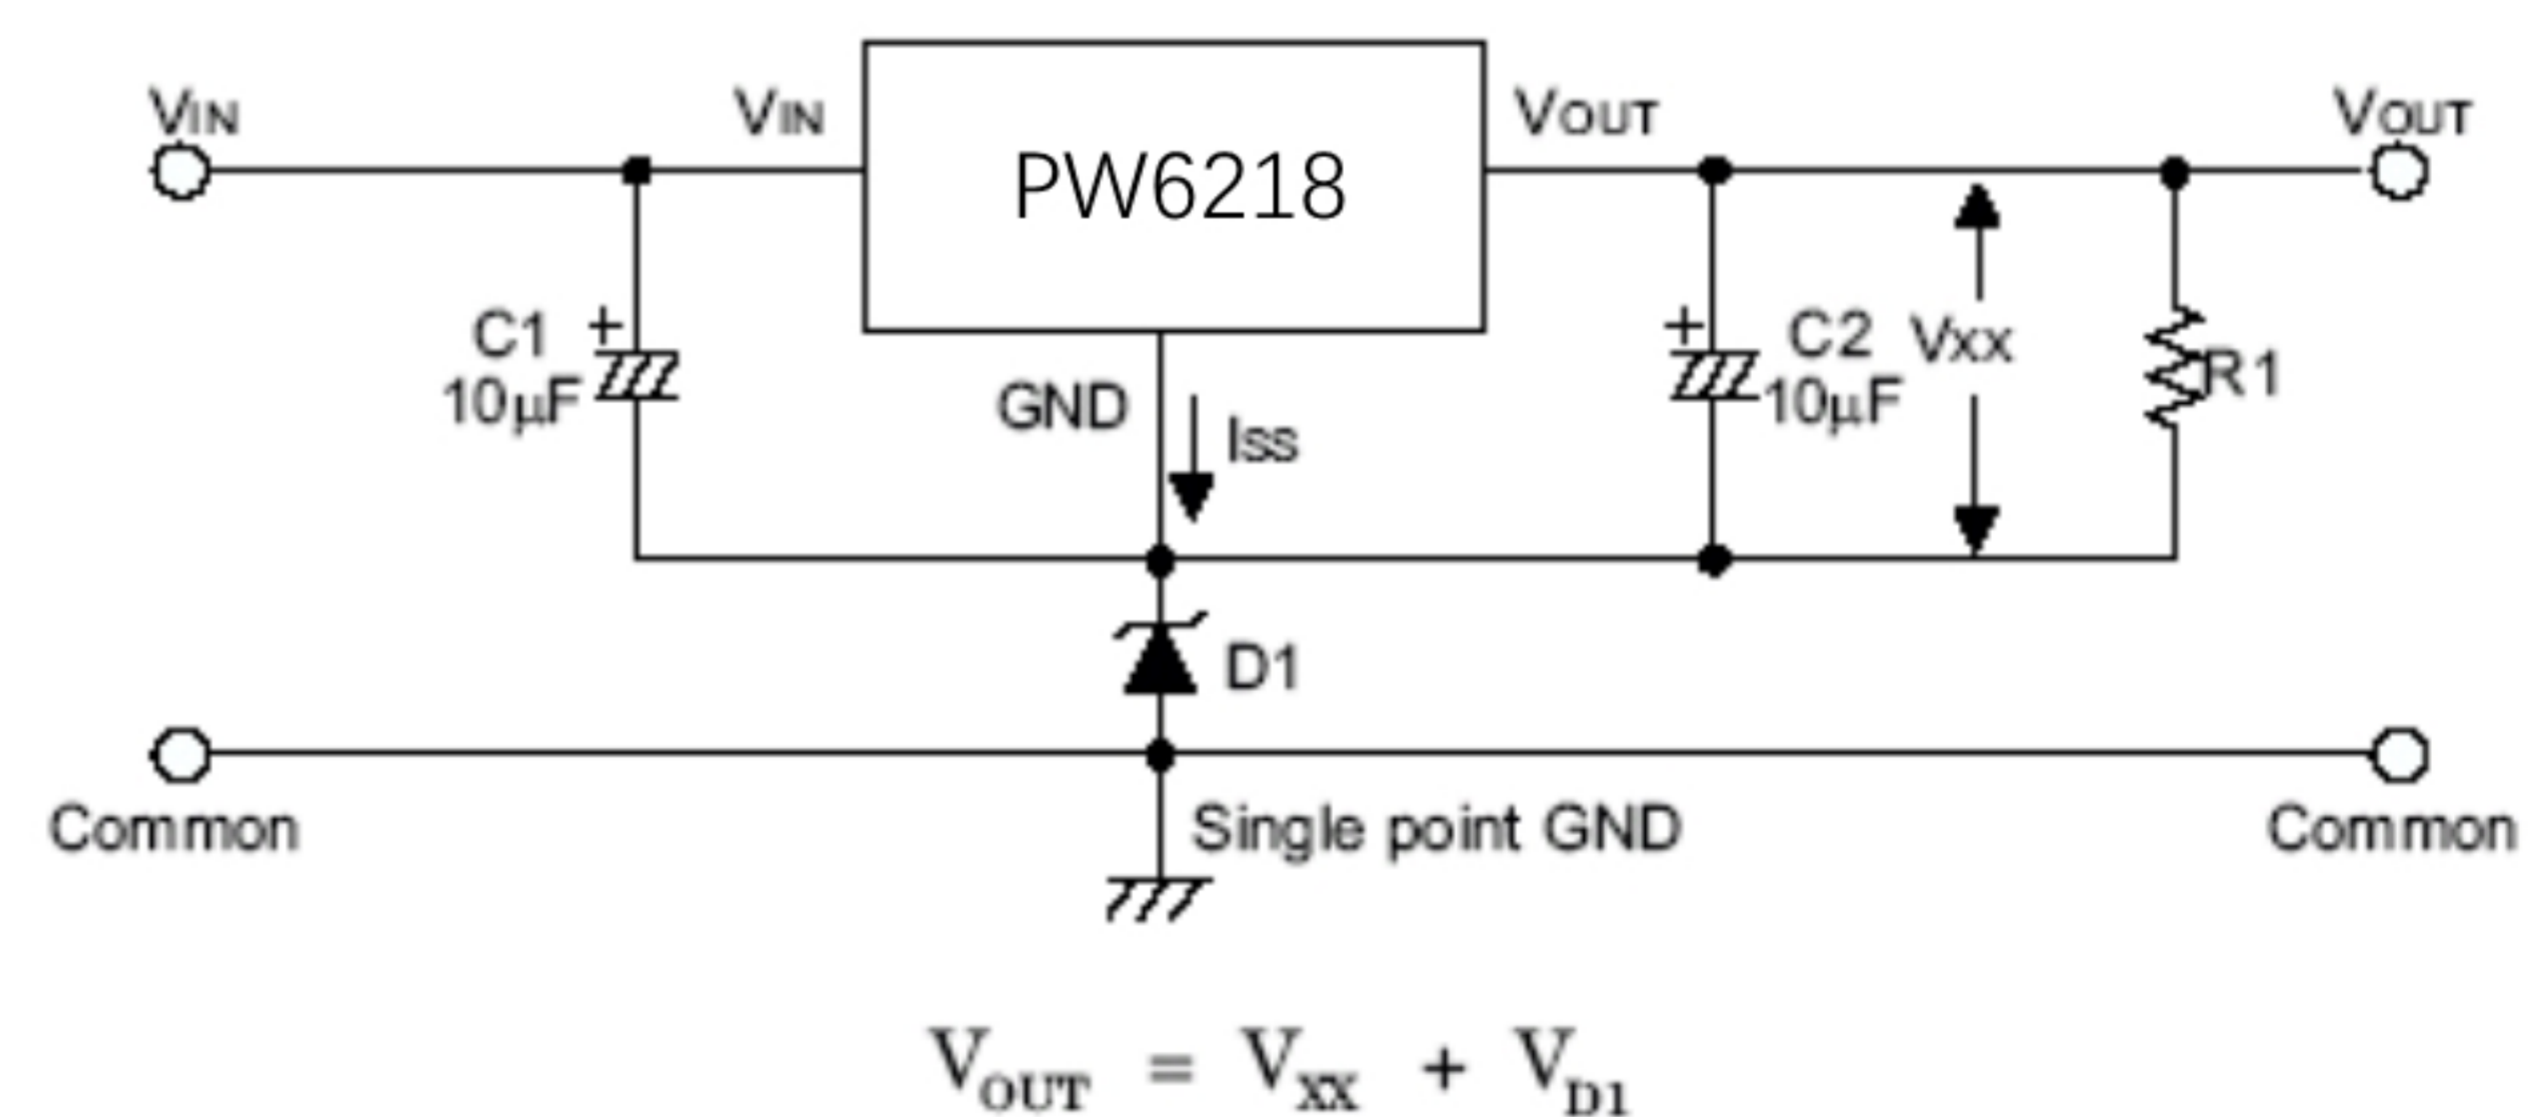 VIN
VIN
PW6218
VOUT
VOUT
C1
10µF
+
GND
Iss
+
C2
10µF
Vxx
R1
D1
Common
Single point GND
Common
VOUT = VXX + VD1